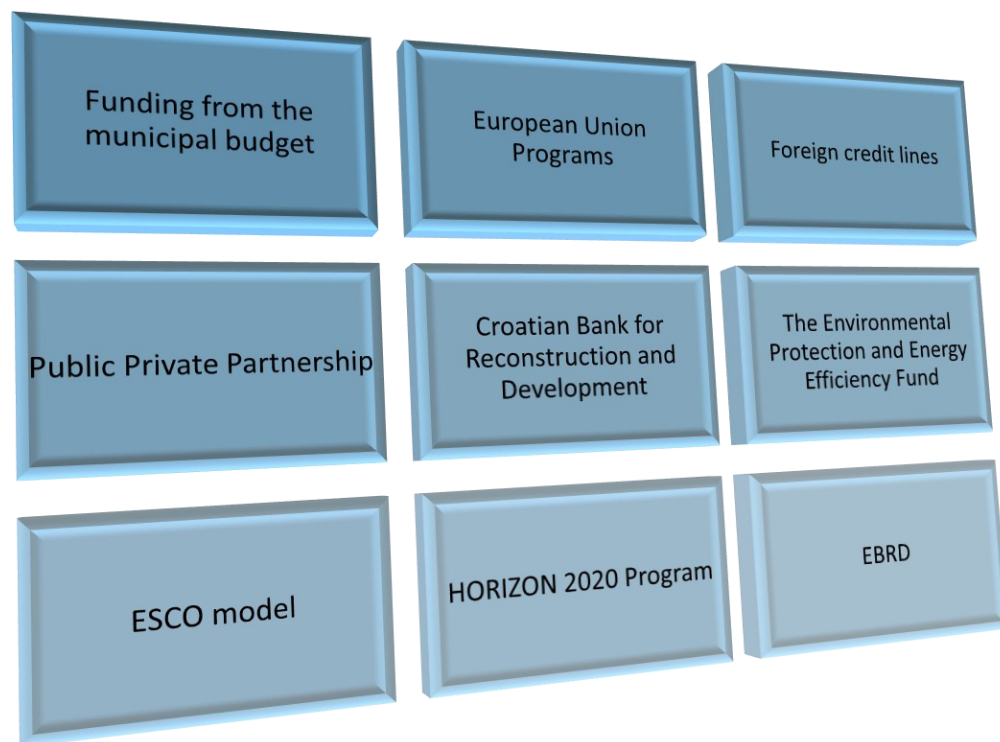 Funding from the
municipal budget
European Union
Programs
Foreign credit lines
Public Private Partnership
Croatian Bank for
Reconstruction and
Development
The Environmental
Protection and Energy
Efficiency Fund
ESCO model
HORIZON 2020 Program
EBRD